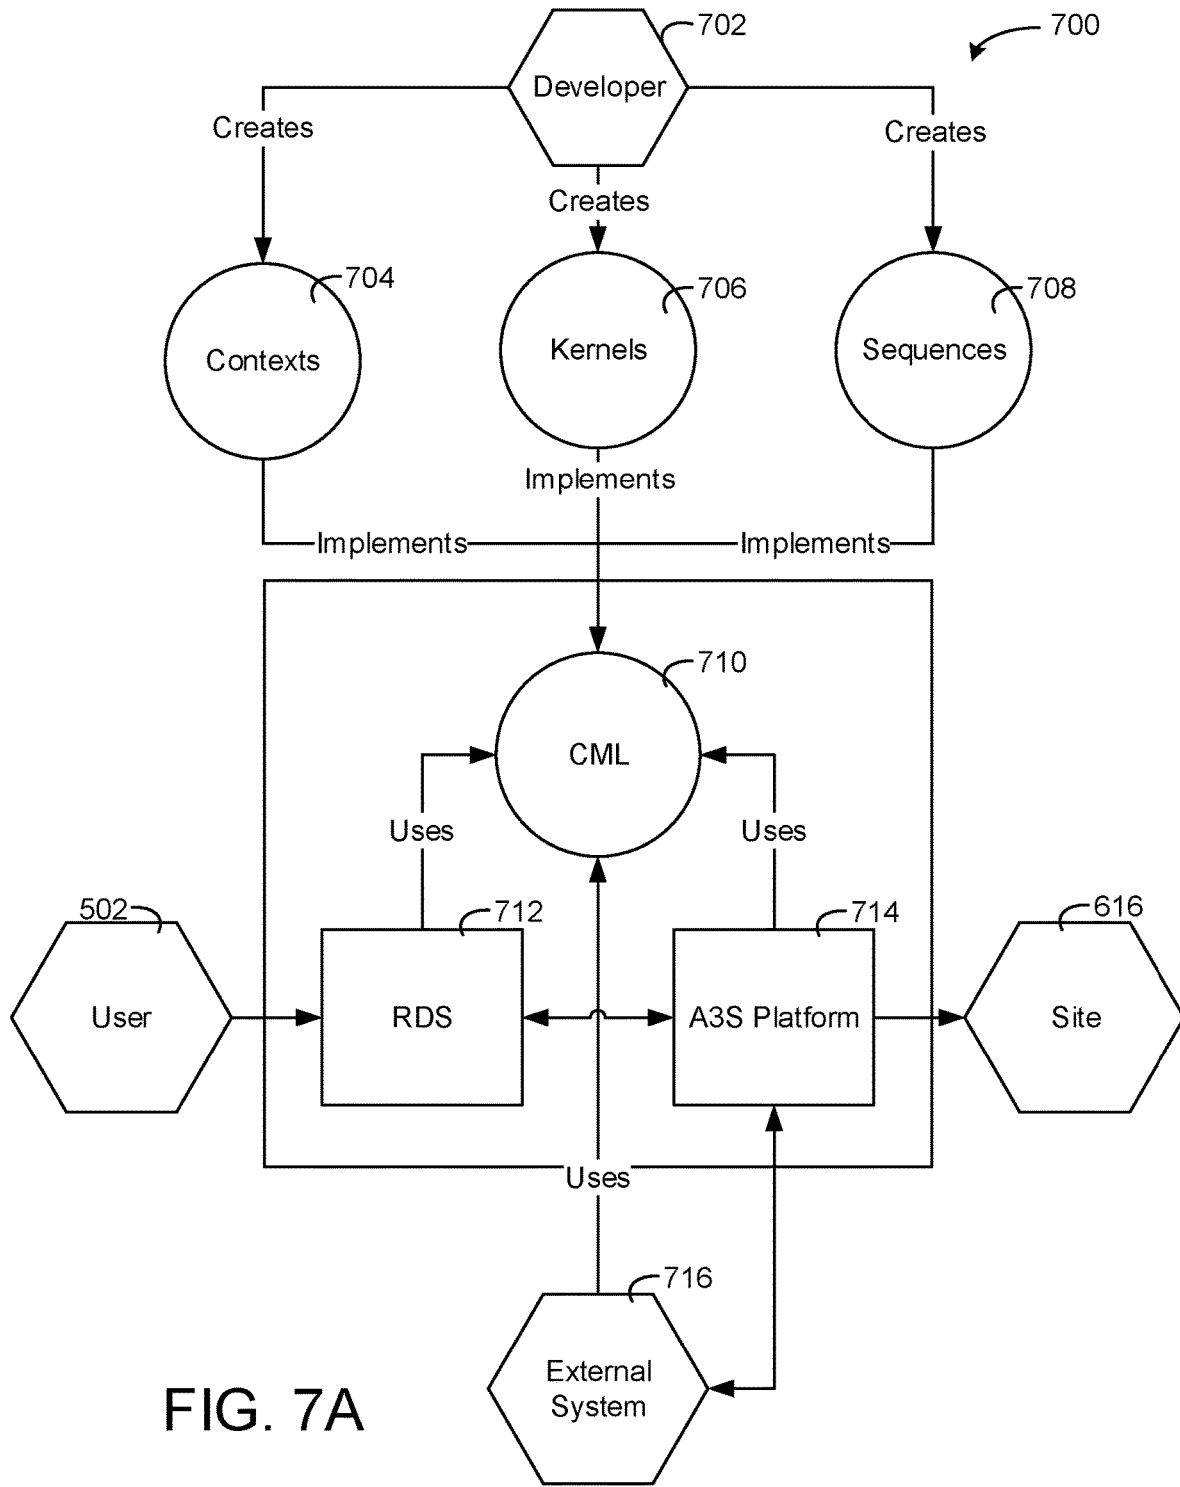 702
700
Developer
Creates
Creates
Creates
704
706
708
Contexts
Kernels
Sequences
Implements
Implements
Implements
710
CML
Uses
Uses
502
712
714
616
User
RDS
A3S Platform
Site
Uses
716
External
System
FIG. 7A